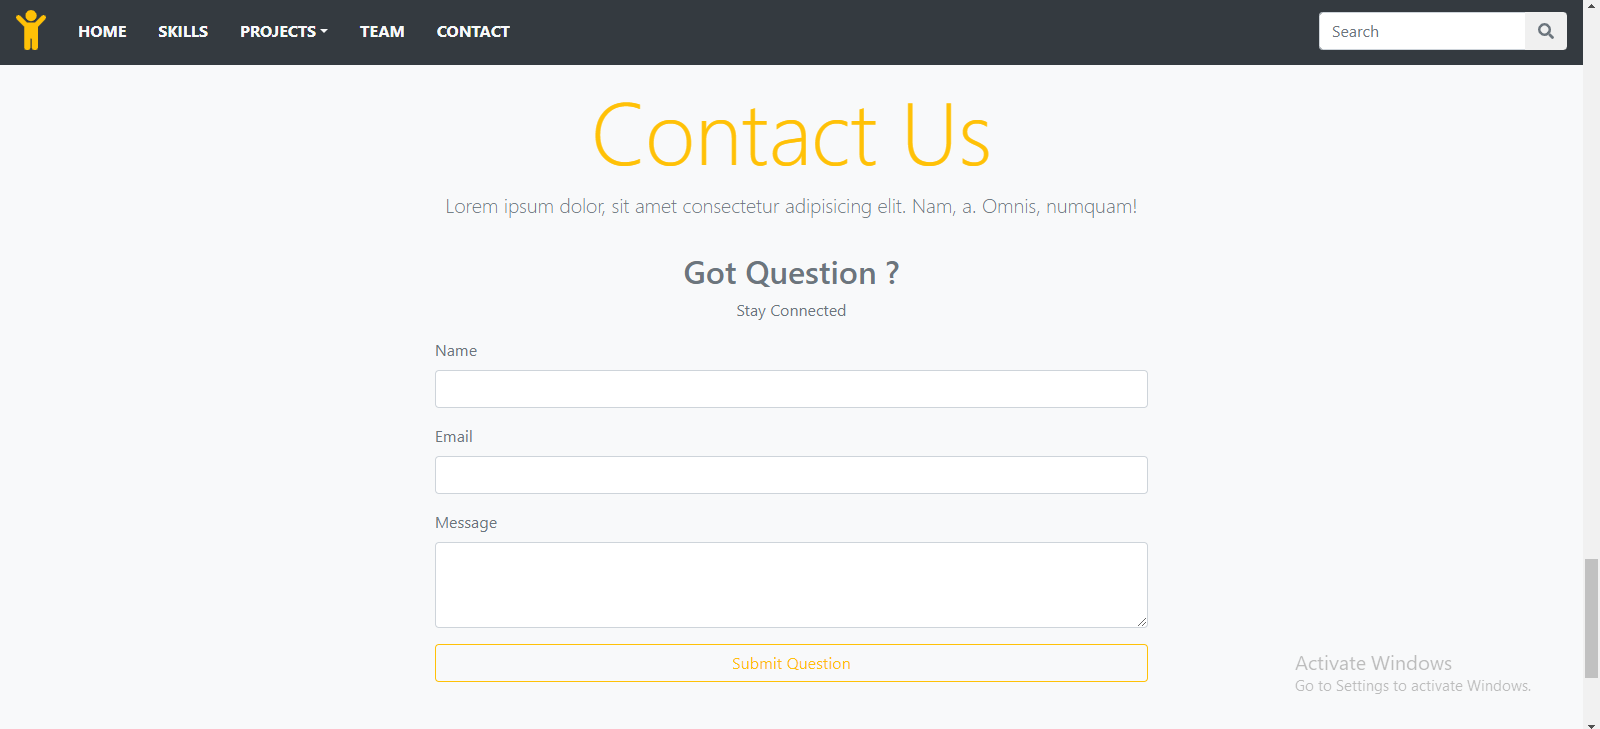 HOME SKILLS PROJECTS TEAM CONTACT Search
Contact Us
Lorem ipsum dolor, sit amet consectetur adipisicing elit. Nam, a. Omnis, numquam!
Got Question ?
Stay Connected
Name
Email
Message
Submit Question
Activate Windows
Go to Settings to activate Windows.